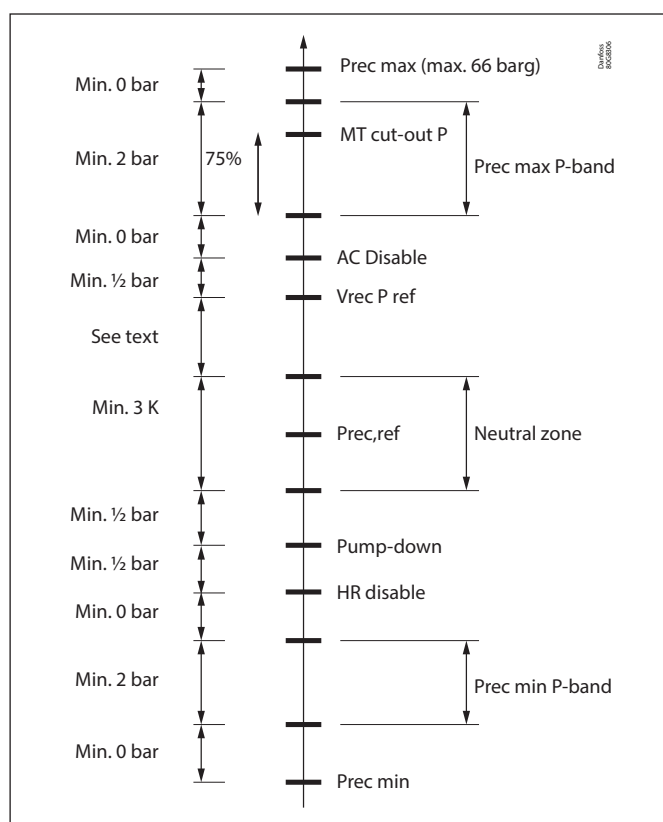 Danfoss
80G8I06
Prec max (max. 66 barg)
Min. 0 bar
MT cut-out P
Min. 2 bar
75%
Prec max P-band
Min. 0 bar
AC Disable
Min. ½ bar
Vrec P ref
See text
Min. 3 K
Prec,ref
Neutral zone
Min. ½ bar
Pump-down
Min. ½ bar
HR disable
Min. 0 bar
Min. 2 bar
Prec min P-band
Min. 0 bar
Prec min